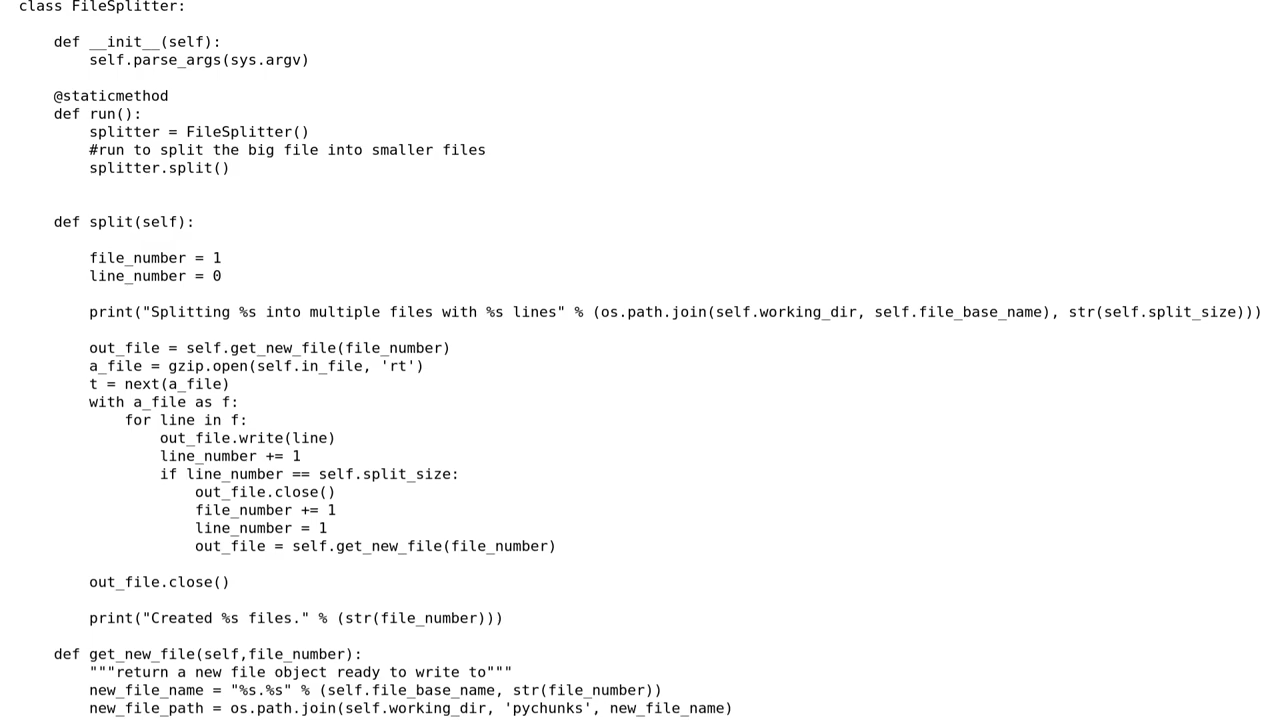 class FileSplitter:
    def __init__(self):
        self.parse_args(sys.argv)
    @staticmethod
    def run():
        splitter = FileSplitter()
        #run to split the big file into smaller files
        splitter.split()
    def split(self):
        file_number = 1
        line_number = 0
        print("Splitting %s into multiple files with %s lines" % (os.path.join(self.working_dir, self.file_base_name), str(self.split_size)))
        out_file = self.get_new_file(file_number)
        a_file = gzip.open(self.in_file, 'rt')
        t = next(a_file)
        with a_file as f:
            for line in f:
                out_file.write(line)
                line_number += 1
                if line_number == self.split_size:
                    out_file.close()
                    file_number += 1
                    line_number = 1
                    out_file = self.get_new_file(file_number)
        out_file.close()
        print("Created %s files." % (str(file_number)))
    def get_new_file(self,file_number):
        """return a new file object ready to write to"""
        new_file_name = "%s.%s" % (self.file_base_name, str(file_number))
        new_file_path = os.path.join(self.working_dir, 'pychunks', new_file_name)